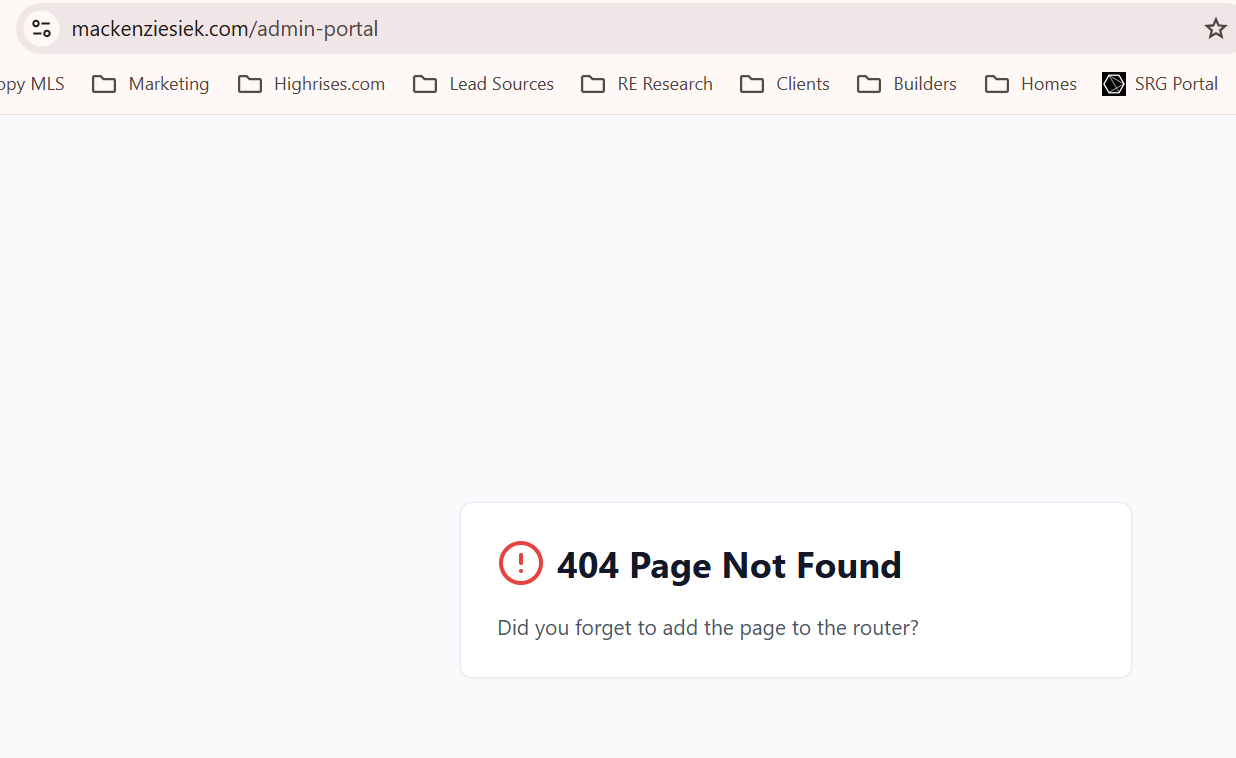 mackenziesiek.com/admin-portal
opy MLS Marketing Highrises.com Lead Sources RE Research Clients Builders Homes SRG Portal
404 Page Not Found
Did you forget to add the page to the router?